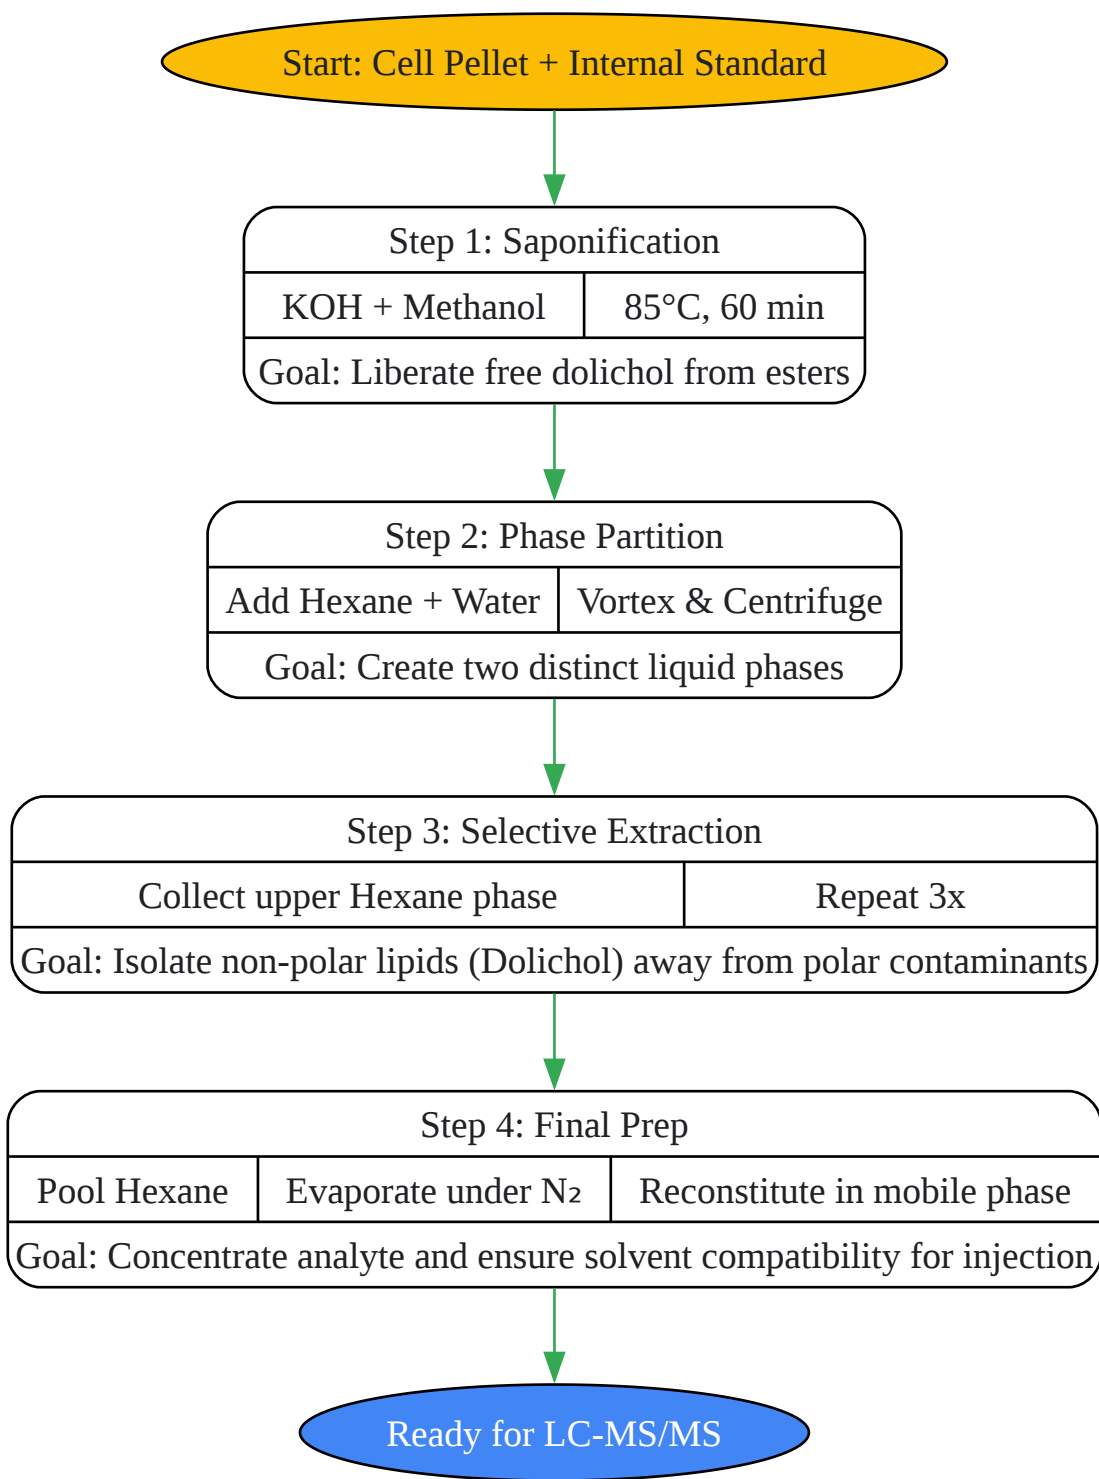 Start: Cell Pellet + Internal Standard
Step 1: Saponification
KOH + Methanol
85°C, 60 min
Goal: Liberate free dolichol from esters
Step 2: Phase Partition
Add Hexane + Water
Vortex & Centrifuge
Goal: Create two distinct liquid phases
Step 3: Selective Extraction
Collect upper Hexane phase
Repeat 3x
Goal: Isolate non-polar lipids (Dolichol) away from polar contaminants
Step 4: Final Prep
Pool Hexane
Evaporate under N₂
Reconstitute in mobile phase
Goal: Concentrate analyte and ensure solvent compatibility for injection
Ready for LC-MS/MS